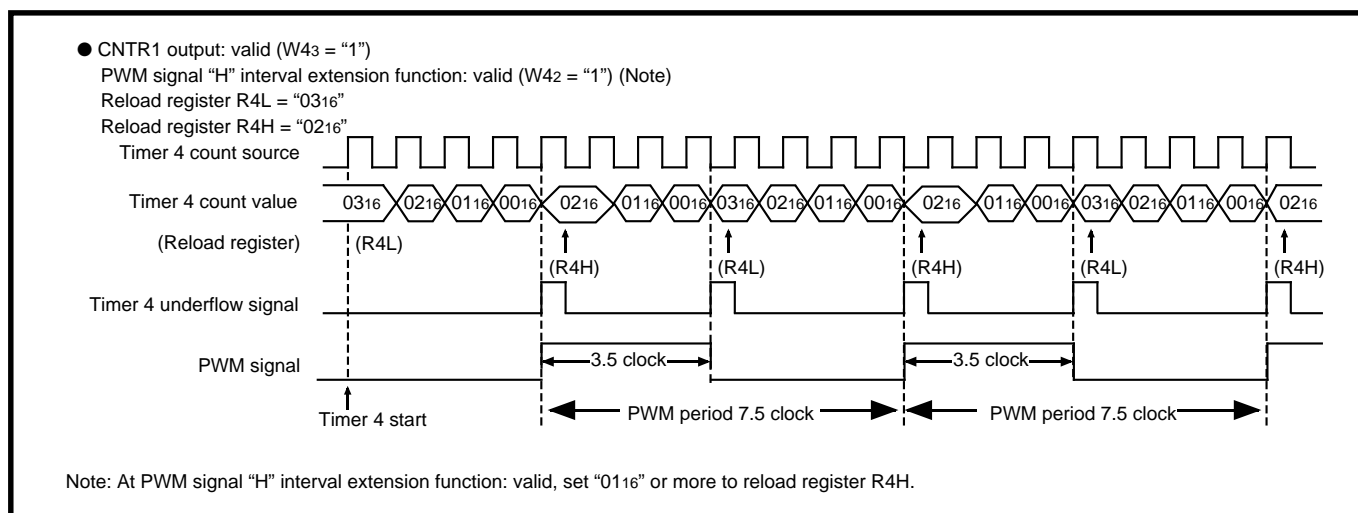 ● CNTR1 output: valid (W43 = “1”)
PWM signal “H” interval extension function: valid (W42 = “1”) (Note)
Reload register R4L = “0316”
Reload register R4H = “0216”
Timer 4 count source
Timer 4 count value
0316 0216 0116 0016 0216 0116 0016 0316 0216 0116 0016 0216 0116 0016 0316 0216 0116 0016 0216
(Reload register)
(R4L)
(R4H) (R4L) (R4H) (R4L) (R4H)
Timer 4 underflow signal
PWM signal
3.5 clock 3.5 clock
PWM period 7.5 clock PWM period 7.5 clock
Timer 4 start
Note: At PWM signal “H” interval extension function: valid, set “0116” or more to reload register R4H.